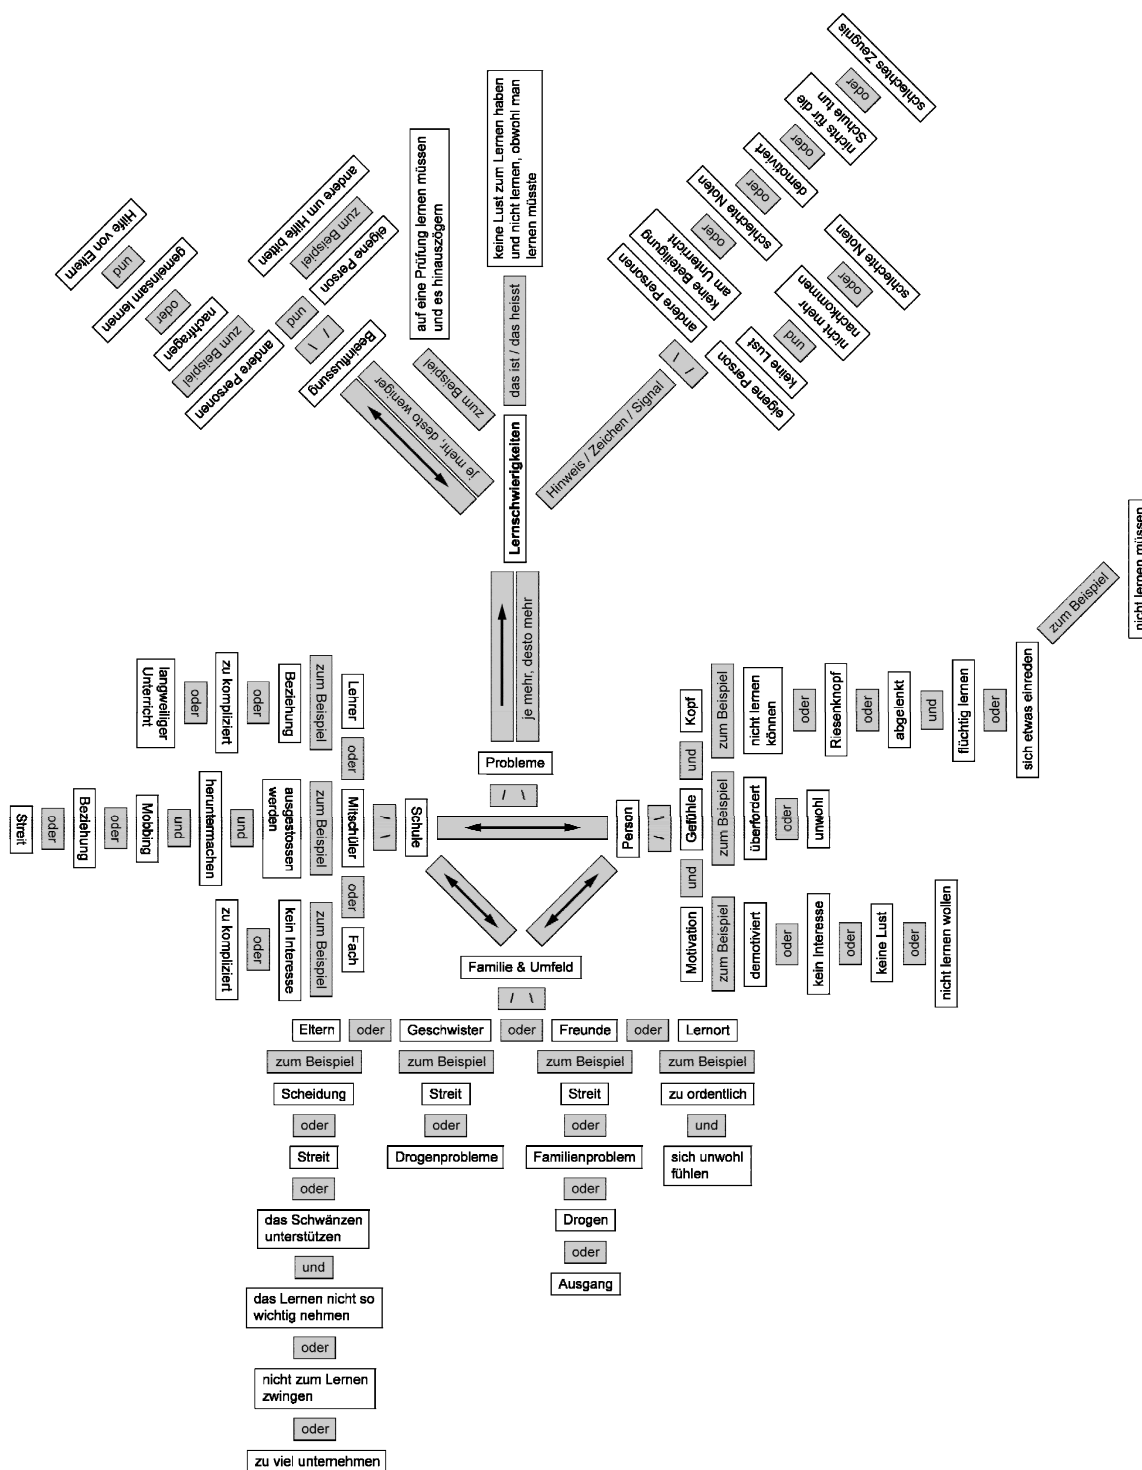 schlechtes Zeugnis
oder
nichts für die
Schule tun
oder
demotiviert
oder
schlechte Noten
oder
keine Beteiligung
am Unterricht
andere Personen
schlechte Noten
oder
nicht mehr
nachkommen
und
keine Lust
eigene Person
/ \
Hinweis / Zeichen / Signal
keine Lust zum Lernen haben
und nicht lernen, obwohl man
lernen müsste
das ist / das heisst
auf eine Prüfung lernen müssen
und es hinauszögern
zum Beispiel
andere um Hilfe bitten
zum Beispiel
eigene Person
und
Hilfe von Eltern
und
gemeinsam lernen
oder
nachfragen
zum Beispiel
andere Personen
/ \
Beeinflussung
je mehr, desto weniger
Lernschwierigkeiten
je mehr, desto mehr
Probleme
/ \
Schule
/ \
Lehrer
zum Beispiel
Beziehung
oder
zu kompliziert
oder
langweiliger
Unterricht
oder
Mitschüler
zum Beispiel
ausgestossen
werden
und
heruntermachen
und
Mobbing
oder
Beziehung
oder
Streit
oder
Fach
zum Beispiel
kein Interesse
oder
zu kompliziert
Person
/ \
Kopf
zum Beispiel
nicht lernen
können
oder
Riesenknopf
oder
abgelenkt
und
flüchtig lernen
oder
sich etwas einreden
zum Beispiel
nicht lernen müssen
und
Gefühle
zum Beispiel
überfordert
oder
unwohl
und
Motivation
zum Beispiel
demotiviert
oder
kein Interesse
oder
keine Lust
oder
nicht lernen wollen
Familie & Umfeld
/ \
Eltern oder Geschwister oder Freunde oder Lernort
zum Beispiel zum Beispiel zum Beispiel zum Beispiel
Scheidung Streit Streit zu ordentlich
oder oder oder und
Streit Drogenprobleme Familienproblem sich unwohl
fühlen
oder oder
das Schwänzen
unterstützen
Drogen
und oder
das Lernen nicht so
wichtig nehmen
Ausgang
oder
nicht zum Lernen
zwingen
oder
zu viel unternehmen